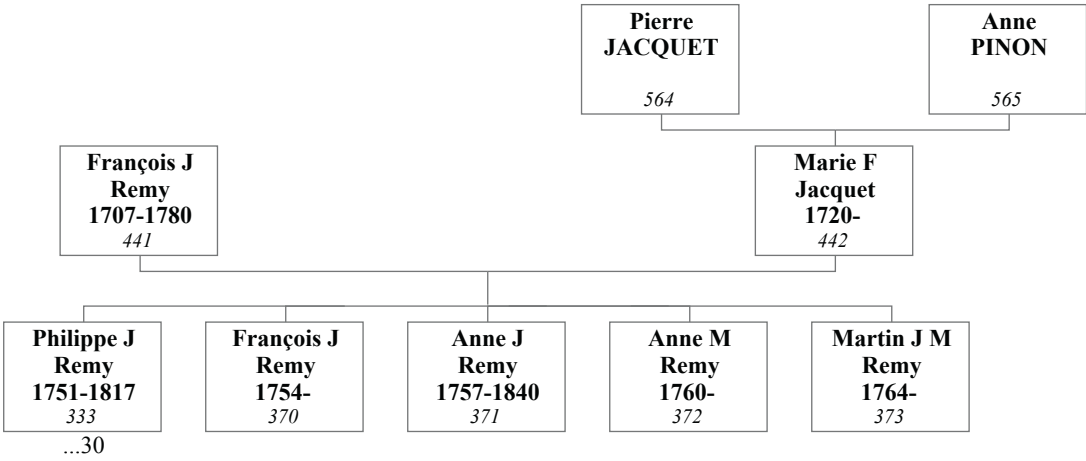 Pierre
JACQUET
564
Anne
PINON
565
François J
Remy
1707-1780
441
Marie F
Jacquet
1720-
442
Philippe J
Remy
1751-1817
333
...30
François J
Remy
1754-
370
Anne J
Remy
1757-1840
371
Anne M
Remy
1760-
372
Martin J M
Remy
1764-
373